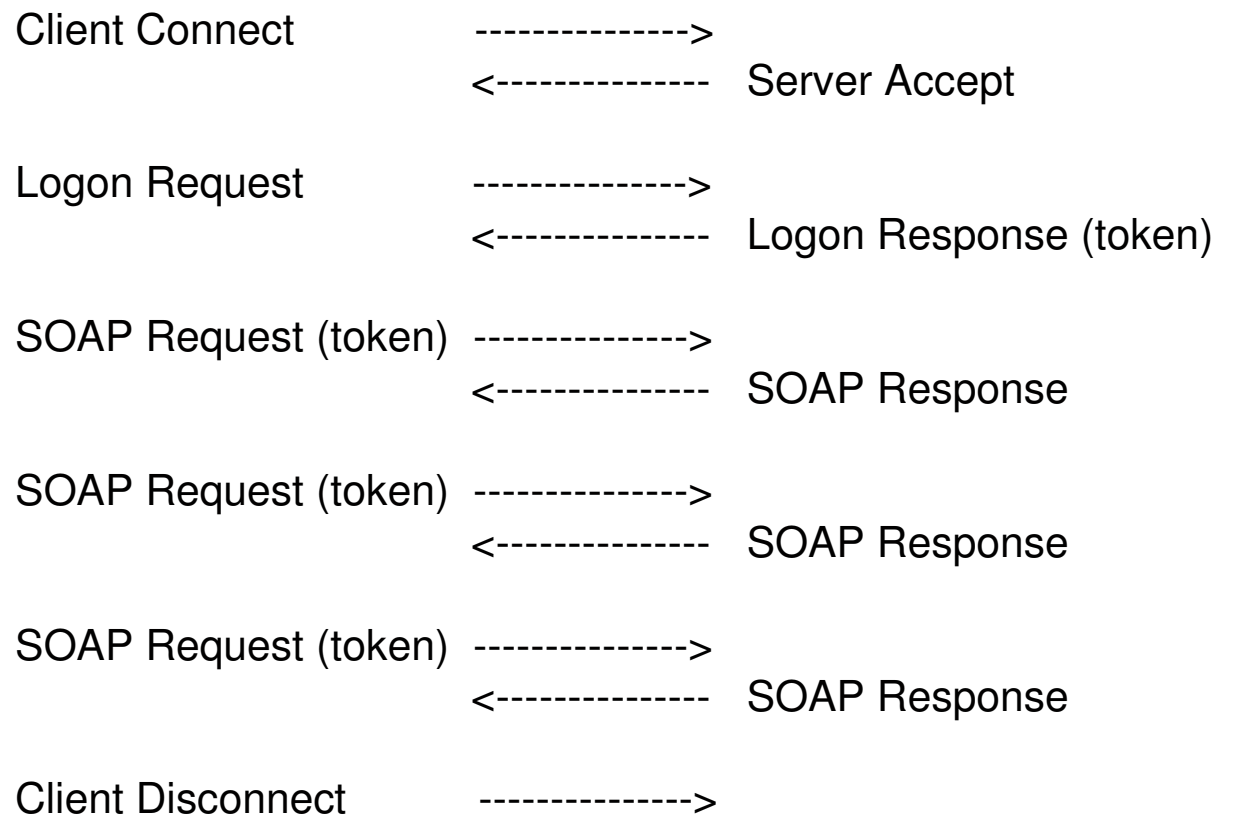 Client Connect --------------->
<--------------- Server Accept
Logon Request --------------->
<--------------- Logon Response (token)
SOAP Request (token) --------------->
<--------------- SOAP Response
SOAP Request (token) --------------->
<--------------- SOAP Response
SOAP Request (token) --------------->
<--------------- SOAP Response
Client Disconnect --------------->